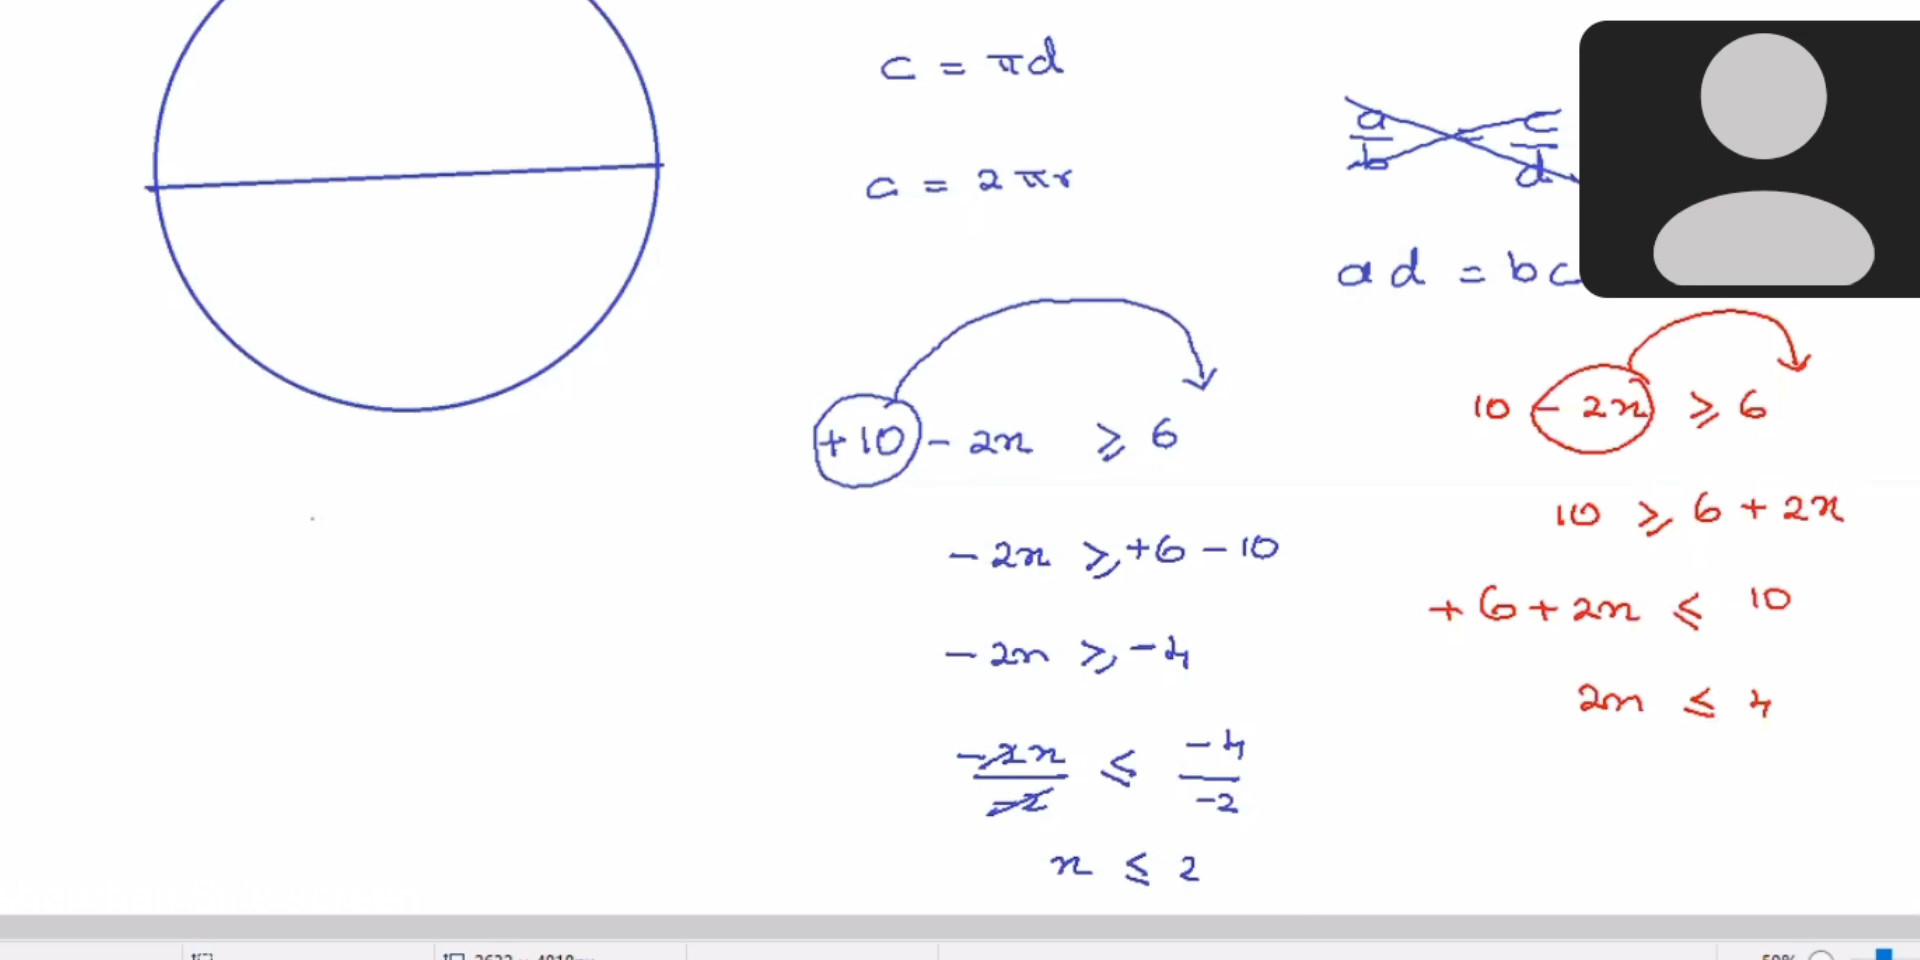 c = πd
c = 2πr
a/b = c/d
ad = bc
+10 - 2x ⩾ 6
- 2x ⩾ +6 - 10
- 2x ⩾ -4
-2x/-2 ⩽ -4/-2
x ⩽ 2
10 - 2x ⩾ 6
10 ⩾ 6 + 2x
+ 6 + 2x ⩽ 10
2x ⩽ 4